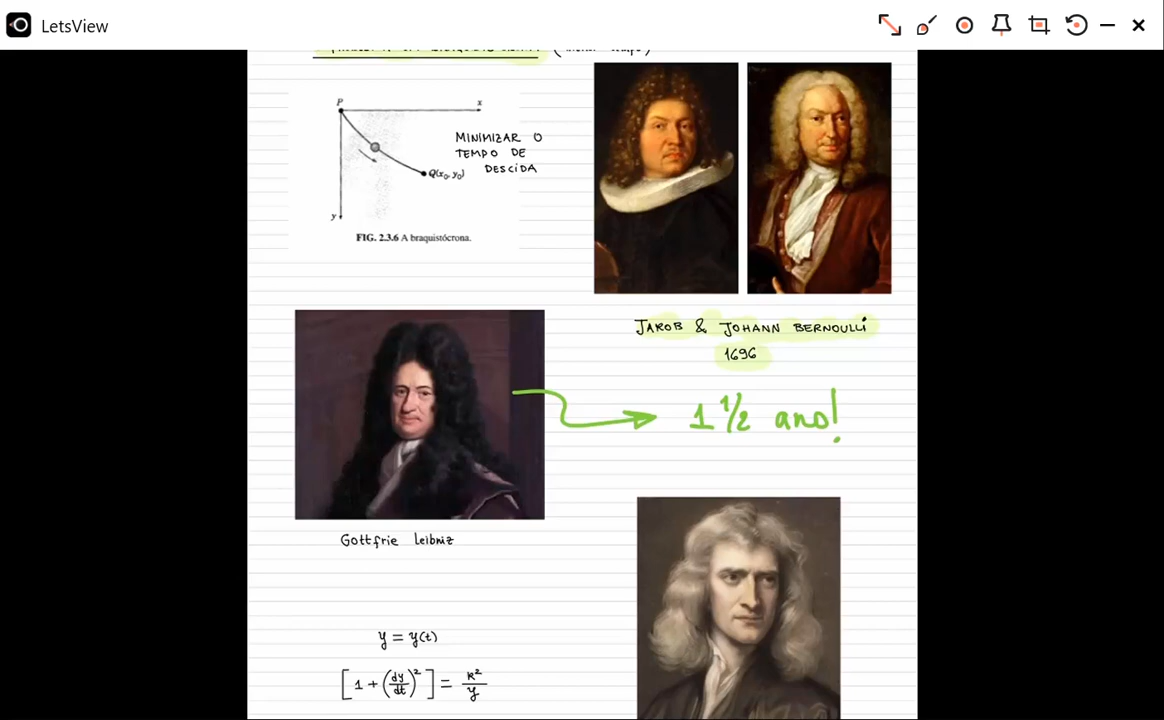 LetsView
P
x
MINIMIZAR O
TEMPO DE
DESCIDA
Q(x₀, y₀)
y
FIG. 2.3.6 A braquistócrona.
JAKOB & JOHANN BERNOULLI
1696
1 1/2 ano!
Gottfrie Leibniz
y = y(t)
[1 + (dy/dt)²] = k²/y